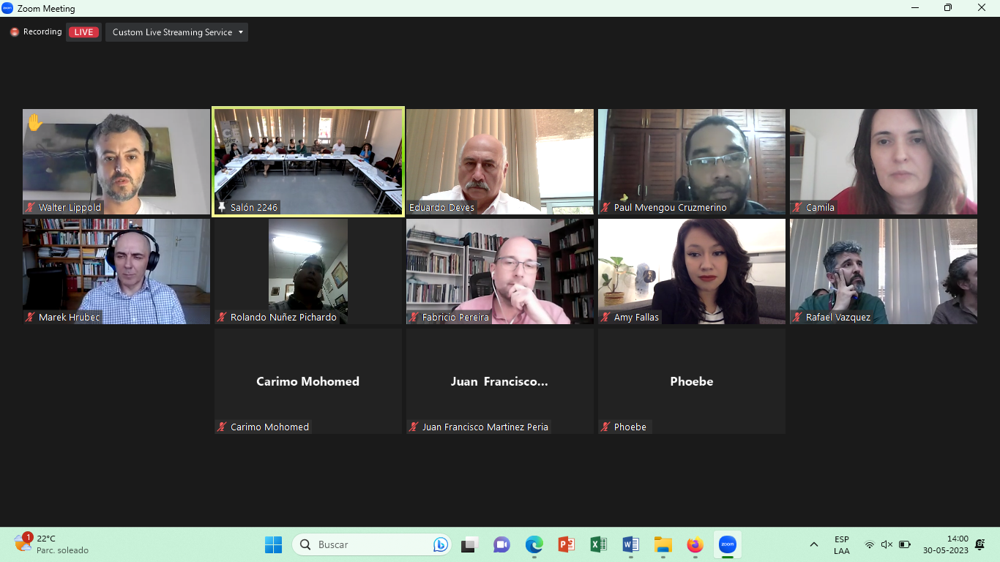 Zoom Meeting
Recording
LIVE
Custom Live Streaming Service
Walter Lippold
Salón 2246
Eduardo Deves
Paul Mvengou Cruzmerino
Camila
Marek Hrubec
Rolando Nuñez Pichardo
Fabricio Pereira
Amy Fallas
Rafael Vazquez
Carimo Mohomed
Juan Francisco...
Phoebe
Carimo Mohomed
Juan Francisco Martinez Peria
Phoebe
1
22°C
Parc. soleado
Buscar
zoom
ESP
LAA
14:00
30-05-2023